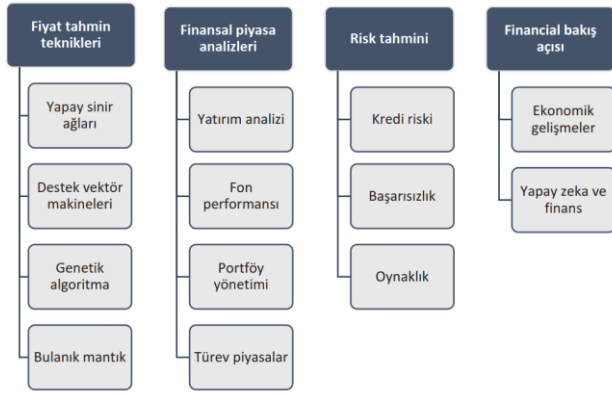 Fiyat tahmin
teknikleri
Yapay sinir
ağları
Destek vektör
makineleri
Genetik
algoritma
Bulanık mantık
Finansal piyasa
analizleri
Yatırım analizi
Fon
performansı
Portföy
yönetimi
Türev piyasalar
Risk tahmini
Kredi riski
Başarısızlık
Oynaklık
Financial bakış
açısı
Ekonomik
gelişmeler
Yapay zeka ve
finans